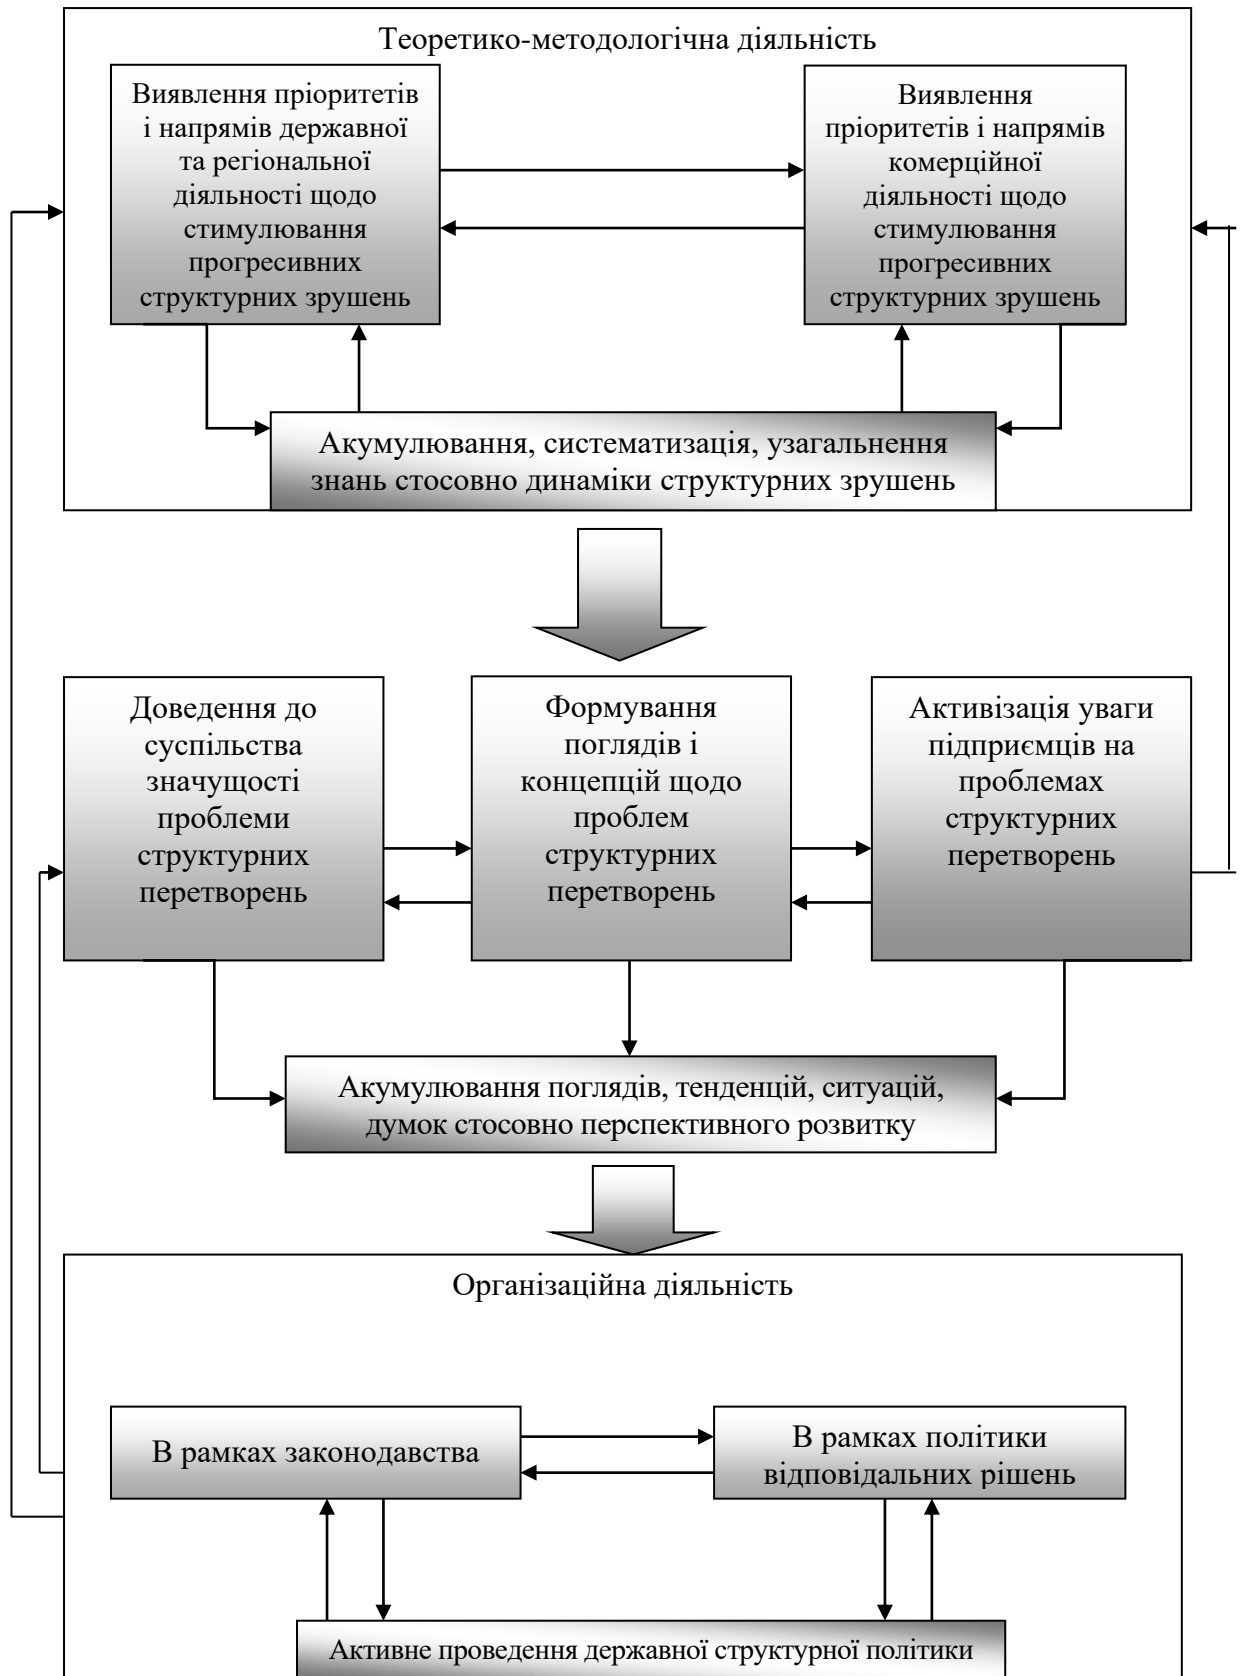 Теоретико-методологічна діяльність
Виявлення пріоритетів
і напрямів державної
та регіональної
діяльності щодо
стимулювання
прогресивних
структурних зрушень
Виявлення
пріоритетів і напрямів
комерційної
діяльності щодо
стимулювання
прогресивних
структурних зрушень
Акумулювання, систематизація, узагальнення
знань стосовно динаміки структурних зрушень
Доведення до
суспільства
значущості
проблеми
структурних
перетворень
Формування
поглядів і
концепцій щодо
проблем
структурних
перетворень
Активізація уваги
підприємців на
проблемах
структурних
перетворень
Акумулювання поглядів, тенденцій, ситуацій,
думок стосовно перспективного розвитку
Організаційна діяльність
В рамках законодавства
В рамках політики
відповідальних рішень
Активне проведення державної структурної політики